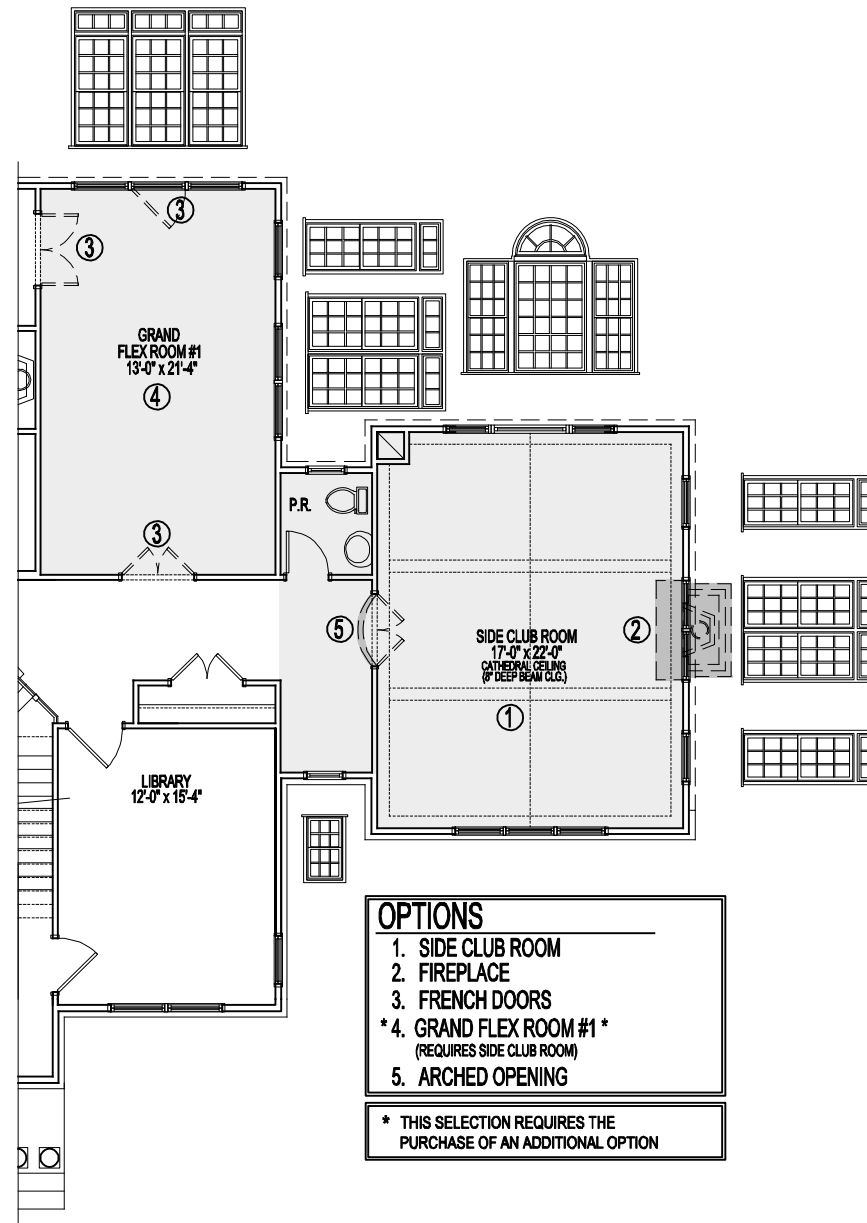 3
3
GRAND
FLEX ROOM #1
13'-0" x 21'-4"
4
P.R.
3
5
2
SIDE CLUB ROOM
17'-0" x 22'-0"
CATHEDRAL CEILING
(8" DEEP BEAM CLG.)
1
LIBRARY
12'-0" x 15'-4"
OPTIONS
1. SIDE CLUB ROOM
2. FIREPLACE
3. FRENCH DOORS
* 4. GRAND FLEX ROOM #1 *
(REQUIRES SIDE CLUB ROOM)
5. ARCHED OPENING
* THIS SELECTION REQUIRES THE
PURCHASE OF AN ADDITIONAL OPTION